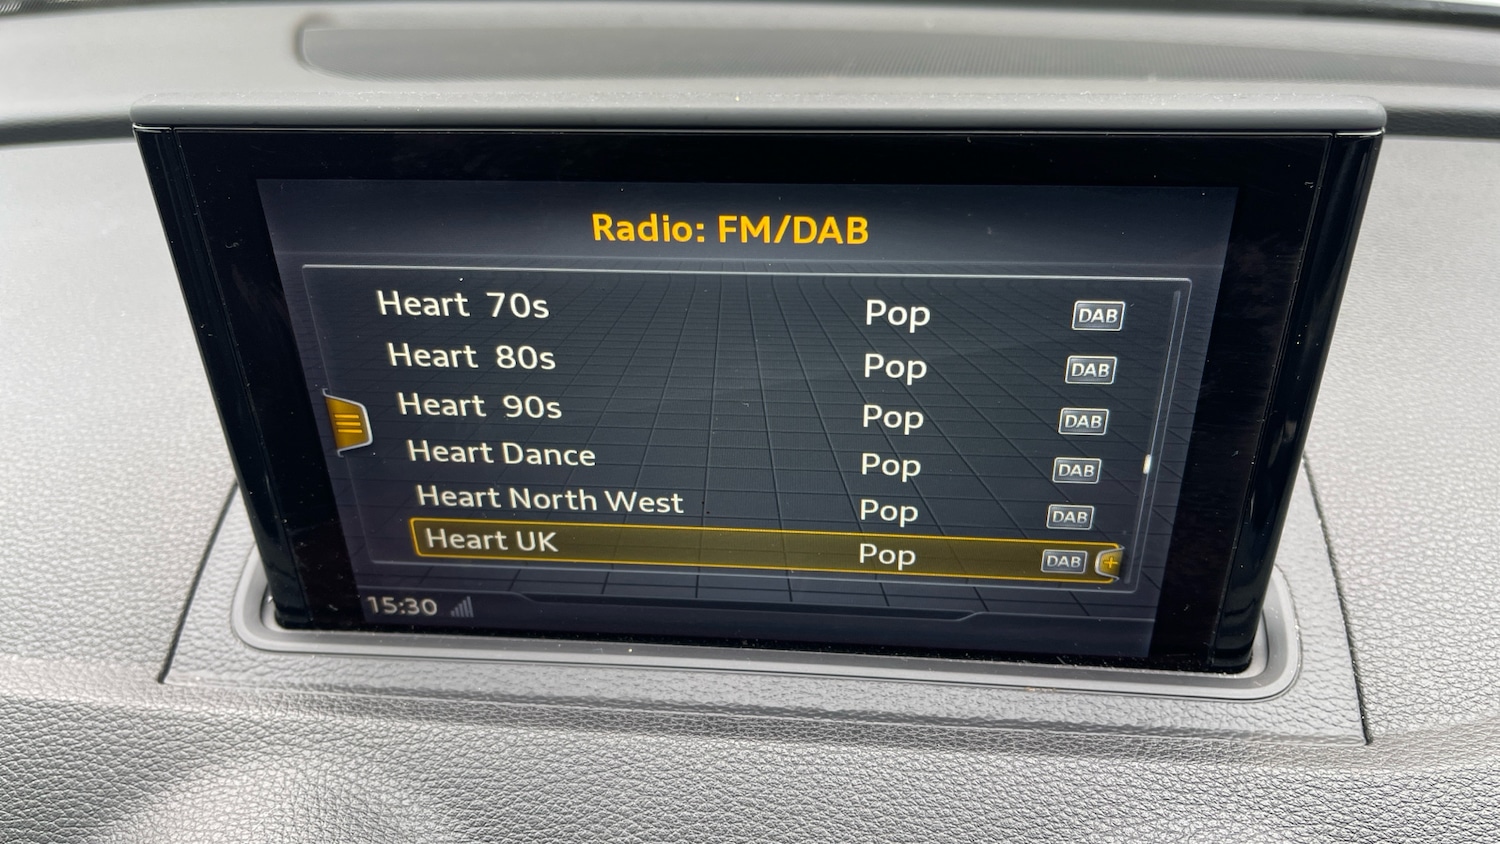 Radio: FM/DAB
Heart 70s Pop DAB
Heart 80s Pop DAB
Heart 90s Pop DAB
Heart Dance Pop DAB
Heart North West Pop DAB
Heart UK Pop DAB +
15:30